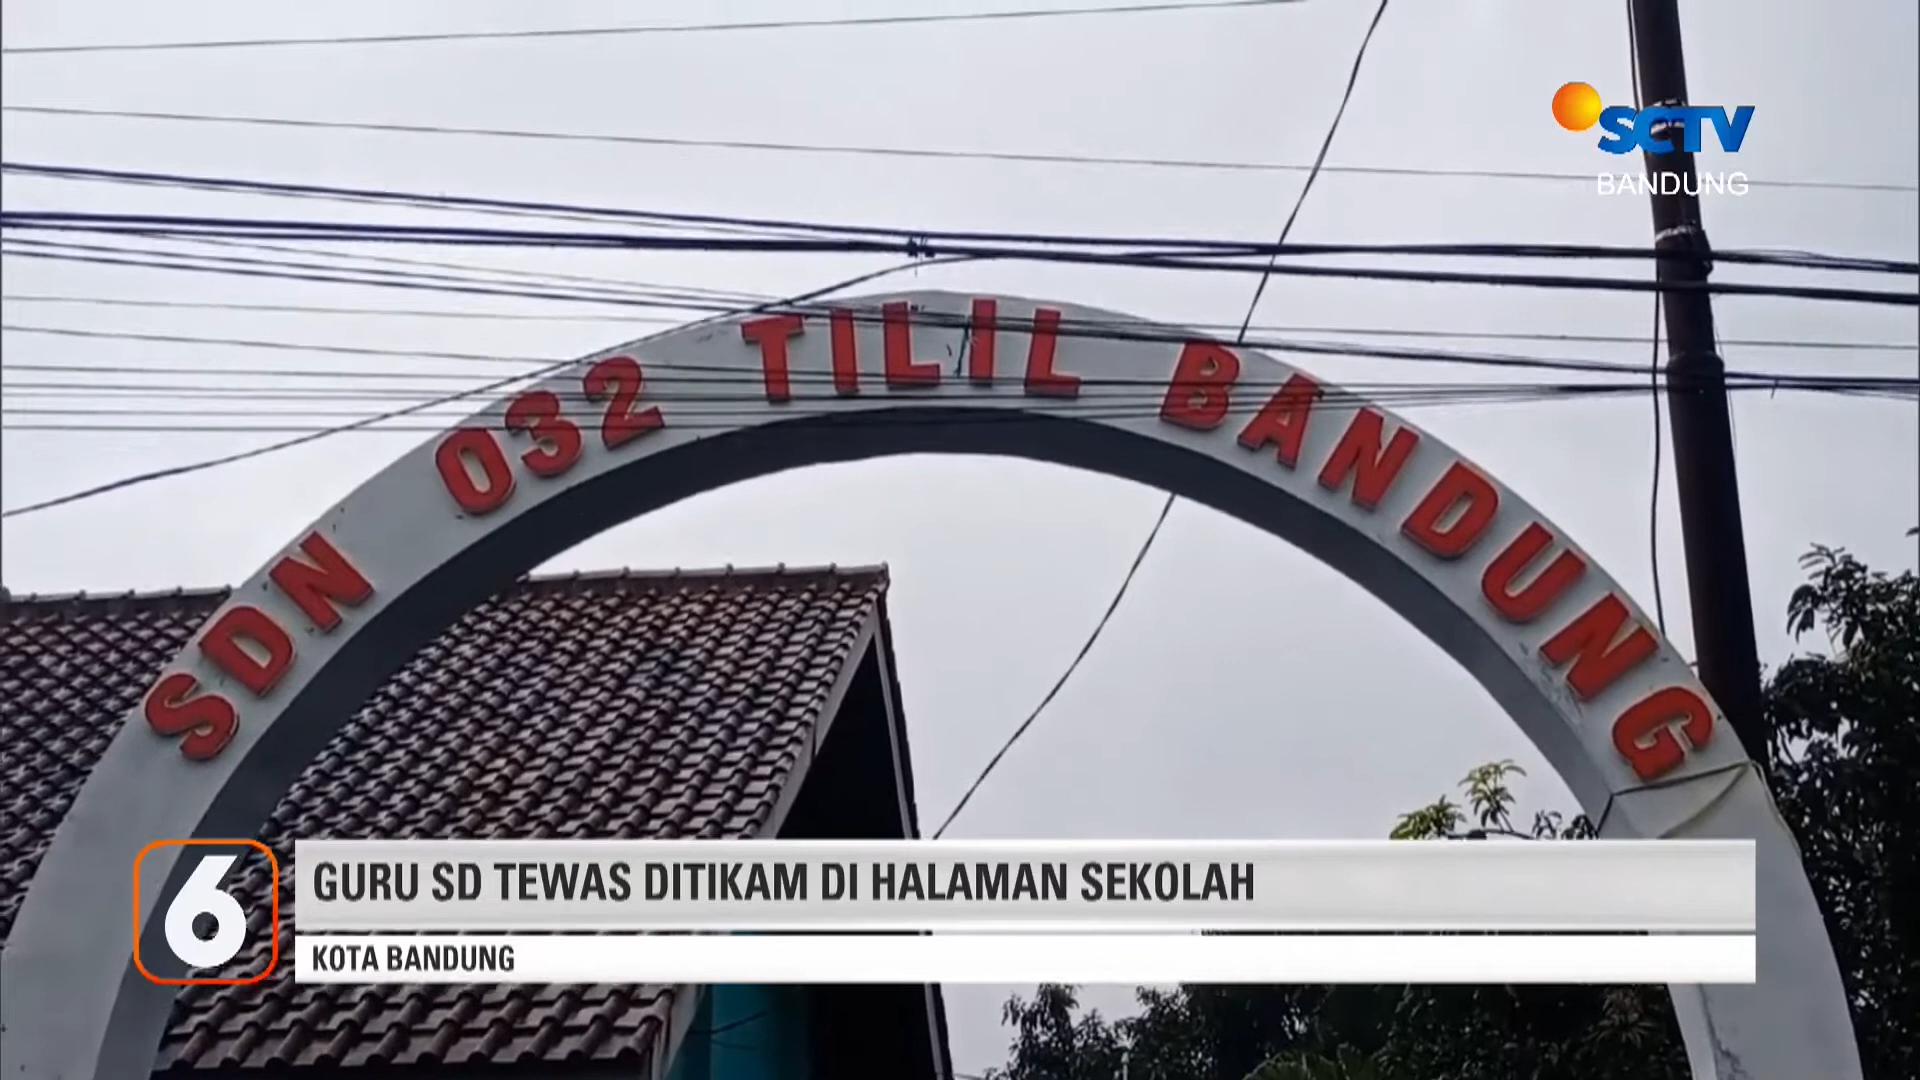 SCTV
BANDUNG
SDN 032 TILIL BANDUNG
6
GURU SD TEWAS DITIKAM DI HALAMAN SEKOLAH
KOTA BANDUNG